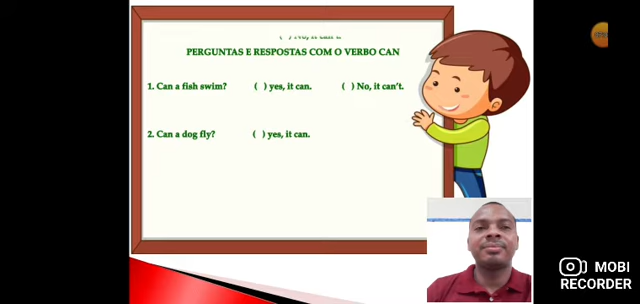 PERGUNTAS E RESPOSTAS COM O VERBO CAN
1. Can a fish swim? ( ) yes, it can. ( ) No, it can't.
2. Can a dog fly? ( ) yes, it can.
MOBI
RECORDER